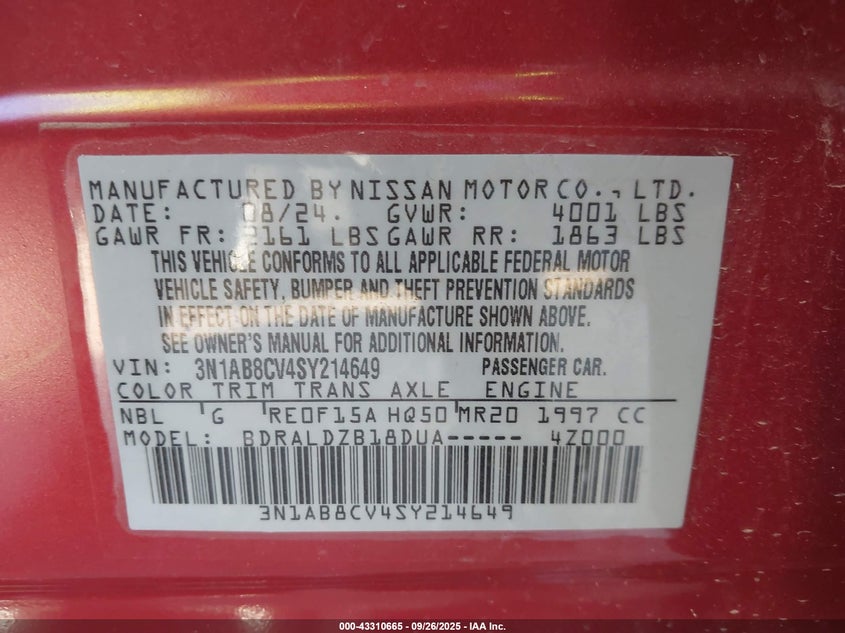 MANUFACTURED BY NISSAN MOTOR CO., LTD.
DATE: 08/24. GVWR: 4001 LBS
GAWR FR: 2161 LBS GAWR RR: 1863 LBS
THIS VEHICLE CONFORMS TO ALL APPLICABLE FEDERAL MOTOR
VEHICLE SAFETY, BUMPER AND THEFT PREVENTION STANDARDS
IN EFFECT ON THE DATE OF MANUFACTURE SHOWN ABOVE.
SEE OWNER'S MANUAL FOR ADDITIONAL INFORMATION.
VIN: 3N1AB8CV4SY214649 PASSENGER CAR.
COLOR TRIM TRANS AXLE ENGINE
NBL G RE0F15A HQ50 MR20 1997 CC
MODEL: BDRALDZB18DUA----- 4Z000
3N1AB8CV4SY214649
000-43310665 - 09/26/2025 - IAA Inc.